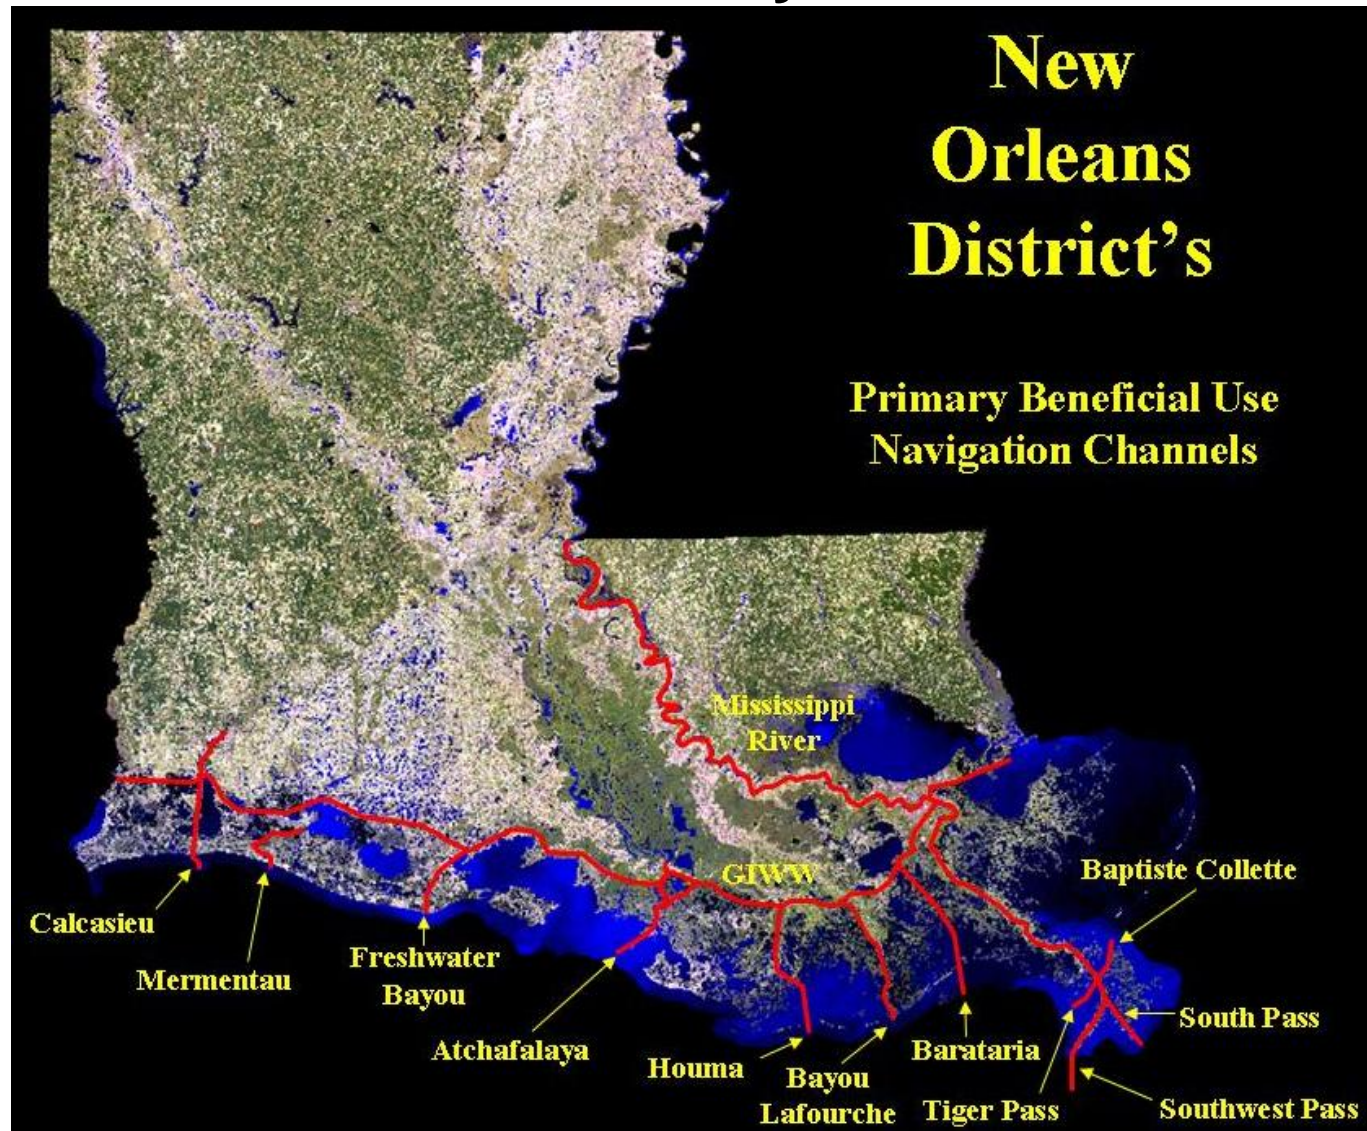 New
Orleans
District's
Primary Beneficial Use
Navigation Channels
Mississippi
River
GIWW
Baptiste Collette
Calcasieu
Mermentau
Freshwater
Bayou
Atchafalaya
Houma
Bayou
Lafourche
Barataria
Tiger Pass
South Pass
Southwest Pass